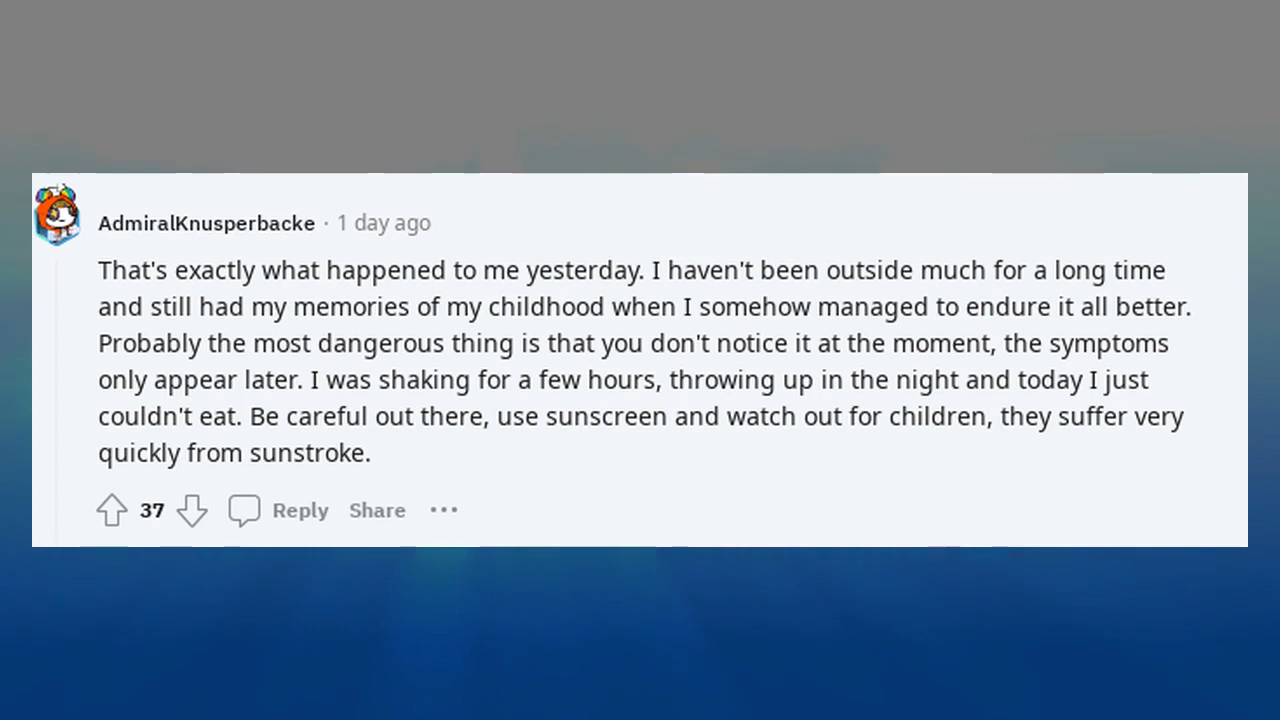 AdmiralKnusperbacke · 1 day ago
That's exactly what happened to me yesterday. I haven't been outside much for a long time
and still had my memories of my childhood when I somehow managed to endure it all better.
Probably the most dangerous thing is that you don't notice it at the moment, the symptoms
only appear later. I was shaking for a few hours, throwing up in the night and today I just
couldn't eat. Be careful out there, use sunscreen and watch out for children, they suffer very
quickly from sunstroke.
37 Reply Share •••